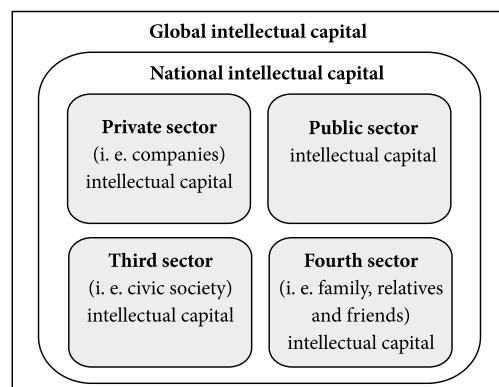 Global intellectual capital
National intellectual capital
Private sector
(i. e. companies)
intellectual capital
Public sector
intellectual capital
Third sector
(i. e. civic society)
intellectual capital
Fourth sector
(i. e. family, relatives
and friends)
intellectual capital